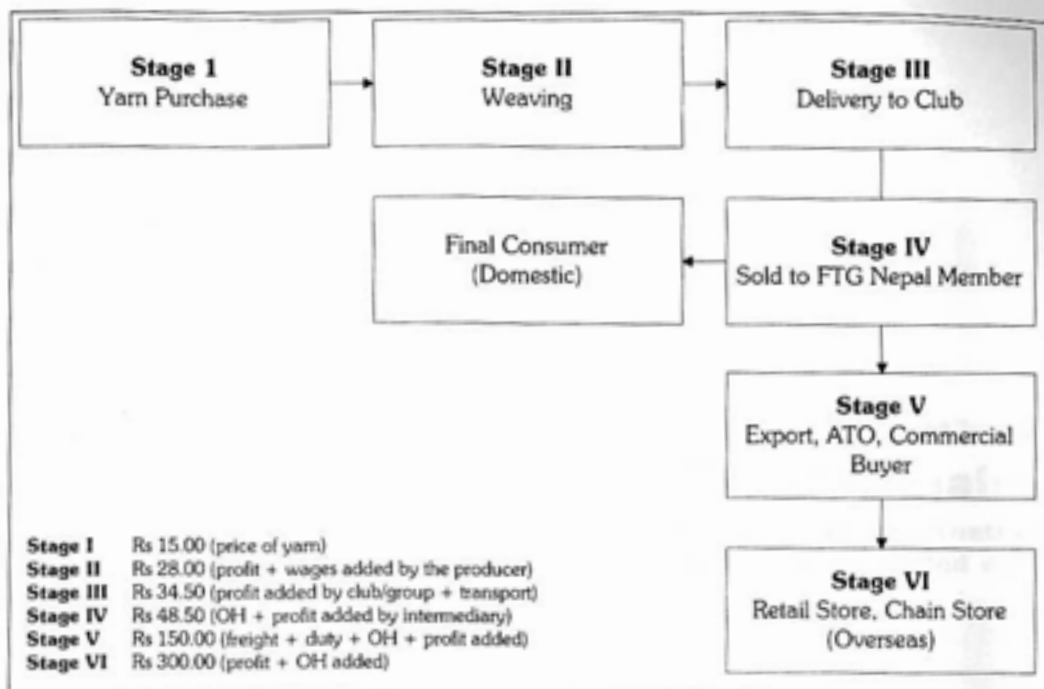 Stage 1
Yarn Purchase
Stage II
Weaving
Stage III
Delivery to Club
Final Consumer
(Domestic)
Stage IV
Sold to FTG Nepal Member
Stage V
Export, ATO, Commercial
Buyer
Stage VI
Retail Store, Chain Store
(Overseas)
Stage I Rs 15.00 (price of yarn)
Stage II Rs 28.00 (profit + wages added by the producer)
Stage III Rs 34.50 (profit added by club/group + transport)
Stage IV Rs 48.50 (OH + profit added by intermediary)
Stage V Rs 150.00 (freight + duty + OH + profit added)
Stage VI Rs 300.00 (profit + OH added)